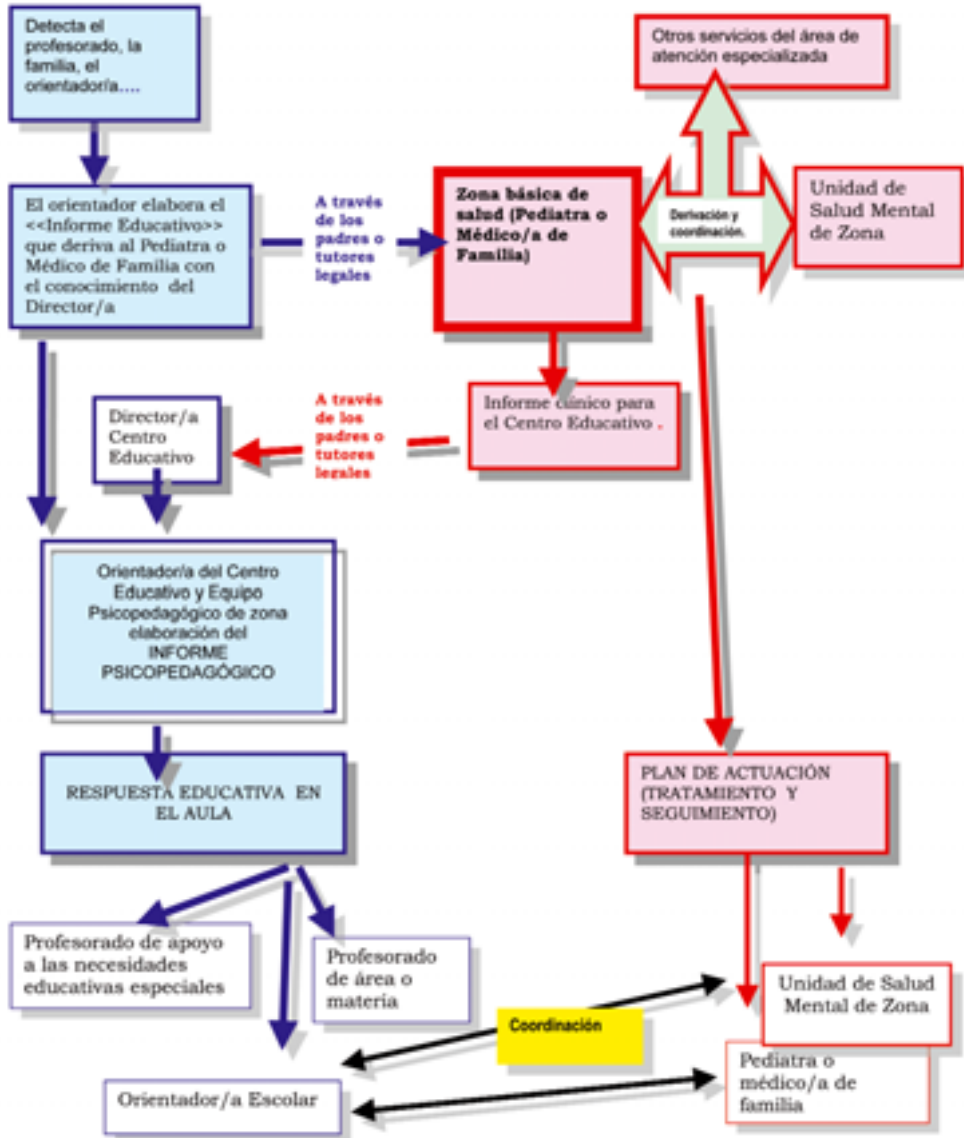 Detecta el
profesorado, la
familia, el
orientador/a....
Otros servicios del área de
atención especializada
El orientador elabora el
<<Informe Educativo>>
que deriva al Pediatra o
Médico de Familia con
el conocimiento del
Director/a
A través
de los
padres o
tutores
legales
Zona básica de
salud (Pediatra o
Médico/a de
Familia)
Derivación y
coordinación.
Unidad de
Salud Mental
de Zona
Director/a
Centro
Educativo
A través
de los
padres o
tutores
legales
Informe clínico para
el Centro Educativo .
Orientador/a del Centro
Educativo y Equipo
Psicopedagógico de zona
elaboración del
INFORME
PSICOPEDAGÓGICO
RESPUESTA EDUCATIVA EN
EL AULA
PLAN DE ACTUACIÓN
(TRATAMIENTO Y
SEGUIMIENTO)
Profesorado de apoyo
a las necesidades
educativas especiales
Profesorado
de área o
materia
Coordinación
Unidad de Salud
Mental de Zona
Orientador/a Escolar
Pediatra o
médico/a de
familia